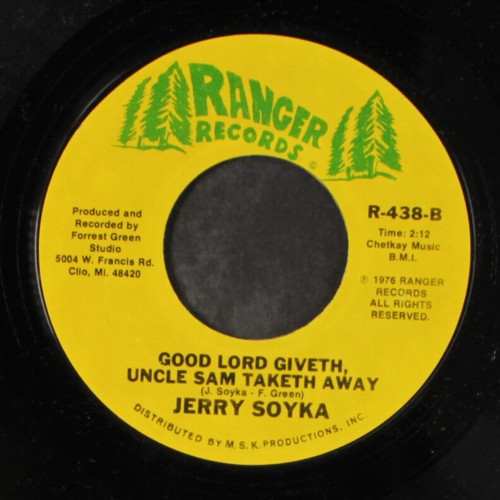 RANGER
RECORDS ©
R-438-B
Produced and
Recorded by
Forrest Green
Studio
5004 W. Francis Rd.
Clio, Mi. 48420
Time: 2:12
Chetkay Music
B.M.I.
℗ 1976 RANGER
RECORDS
ALL RIGHTS
RESERVED.
GOOD LORD GIVETH,
UNCLE SAM TAKETH AWAY
(J. Soyka - F. Green)
JERRY SOYKA
DISTRIBUTED BY M.S.K. PRODUCTIONS, INC.